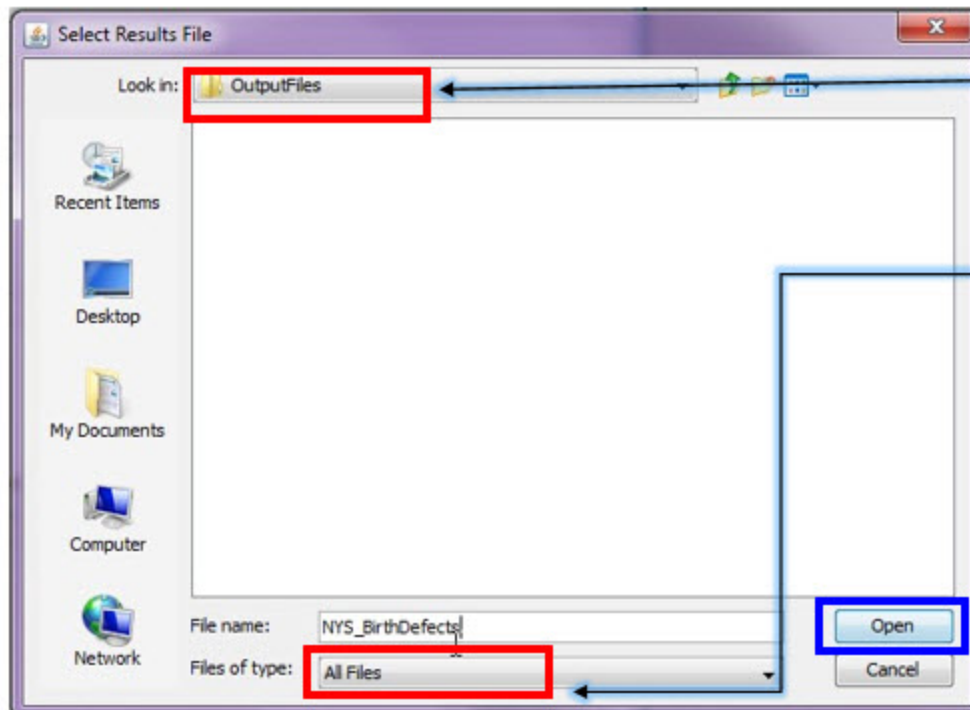 Select Results File
Look in: OutputFiles
Recent Items
Desktop
My Documents
Computer
Network
File name: NYS_BirthDefects Open
Files of type: All Files Cancel